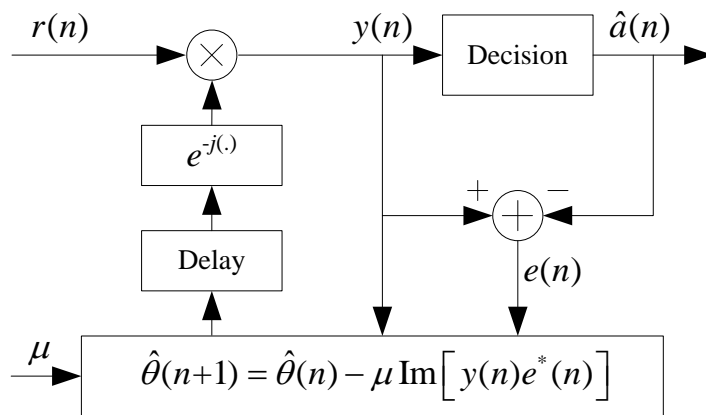 r(n)
y(n)
â(n)
Decision
e^{-j(.)}
+
−
Delay
e(n)
μ
θ̂(n+1) = θ̂(n) − μ Im[ y(n)e^*(n) ]